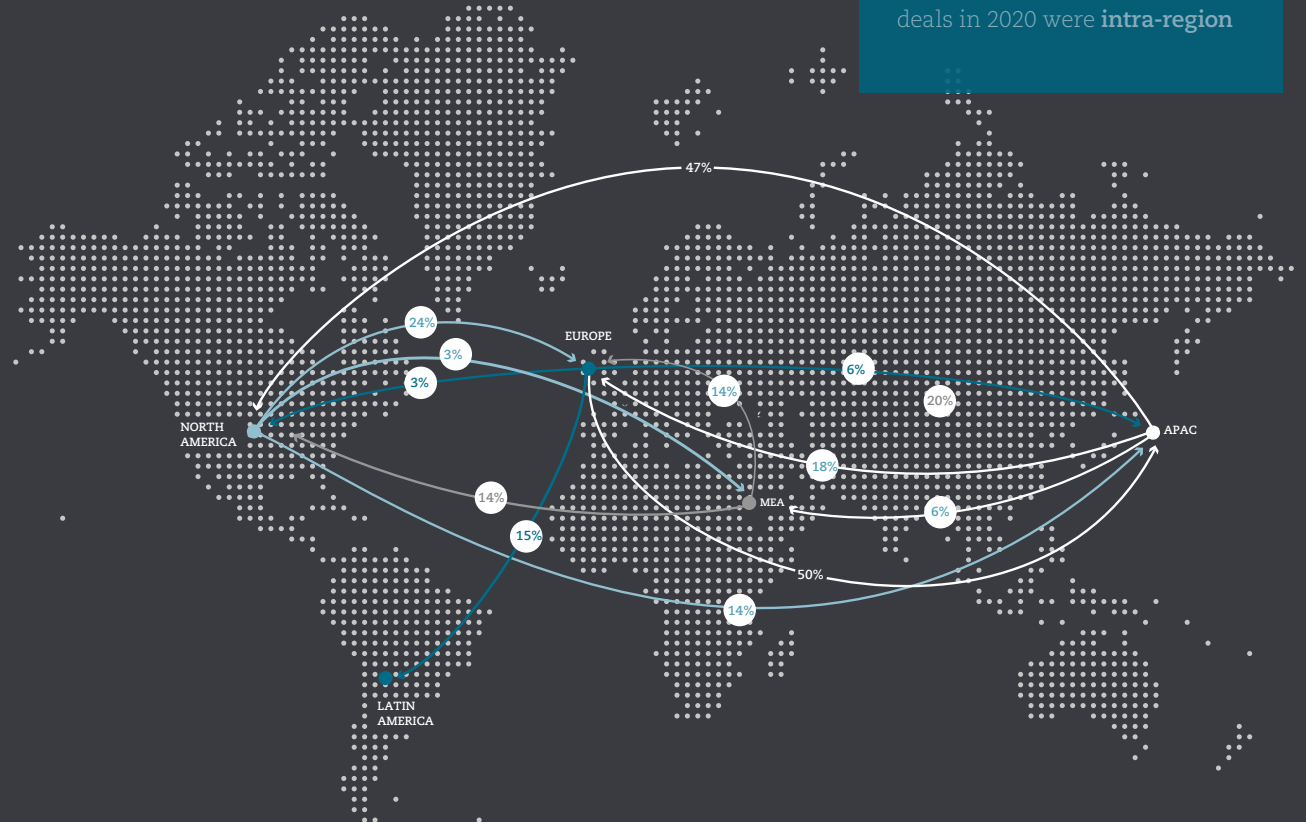 deals in 2020 were intra-region
47%
24%
EUROPE
3%
6%
3%
14%
20%
NORTH
AMERICA
APAC
18%
14%
MEA
6%
15%
50%
14%
LATIN
AMERICA